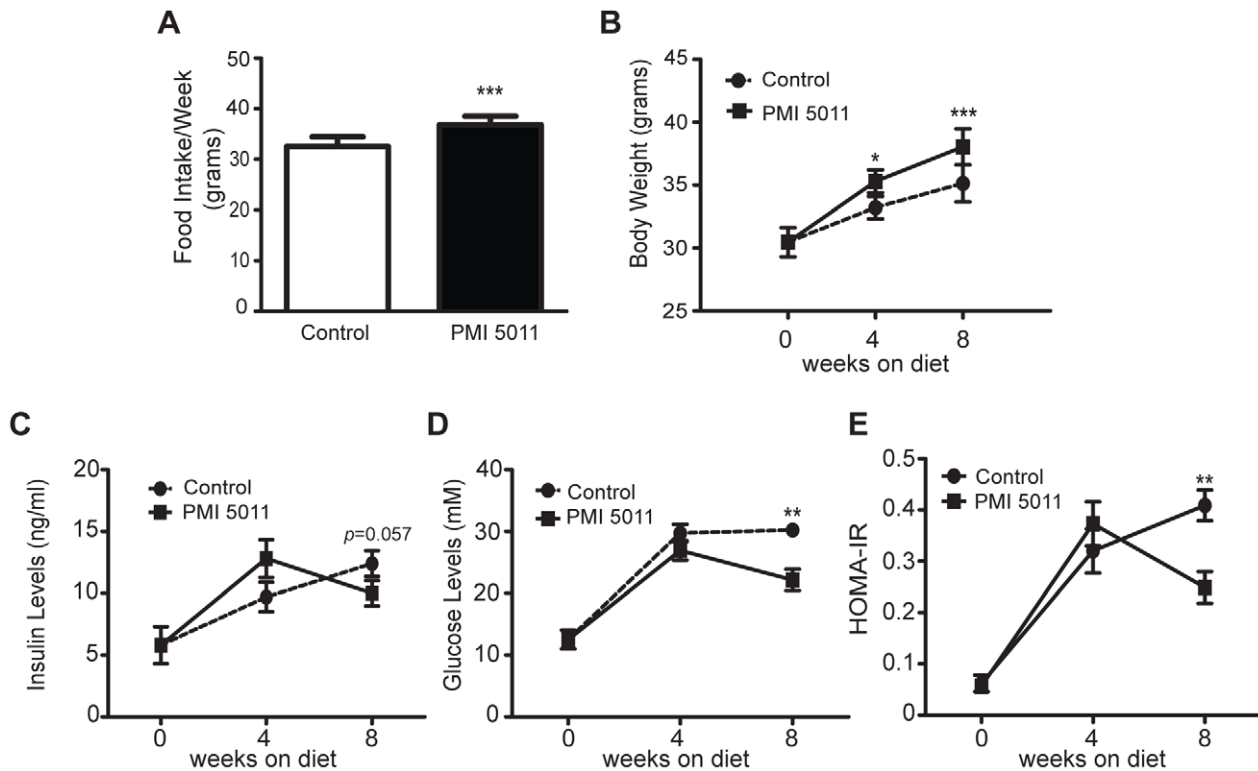 A
Food Intake/Week
(grams)
50
40
30
20
10
0
***
Control
PMI 5011
B
Body Weight (grams)
45
40
35
30
25
Control
PMI 5011
*
***
0
4
8
weeks on diet
C
Insulin Levels (ng/ml)
20
15
10
5
0
Control
PMI 5011
p=0.057
0
4
8
weeks on diet
D
Glucose Levels (mM)
40
30
20
10
0
Control
PMI 5011
**
0
4
8
weeks on diet
E
HOMA-IR
0.5
0.4
0.3
0.2
0.1
0
Control
PMI 5011
**
0
4
8
weeks on diet